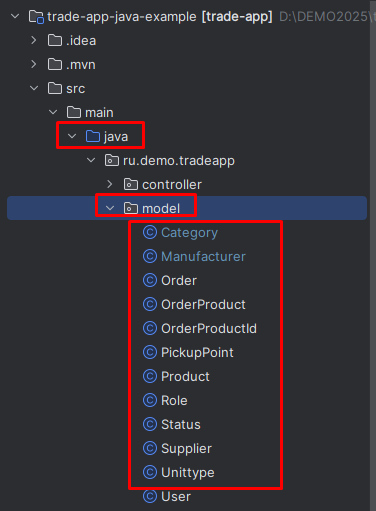 trade-app-java-example [trade-app] D:\DEMO2025\t
.idea
.mvn
src
main
java
ru.demo.tradeapp
controller
model
Category
Manufacturer
Order
OrderProduct
OrderProductId
PickupPoint
Product
Role
Status
Supplier
Unittype
User